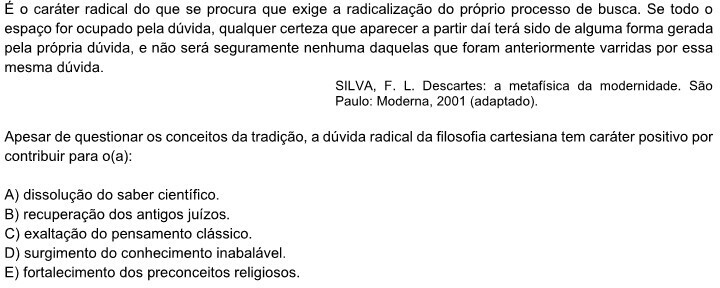 É o caráter radical do que se procura que exige a radicalização do próprio processo de busca. Se todo o
espaço for ocupado pela dúvida, qualquer certeza que aparecer a partir daí terá sido de alguma forma gerada
pela própria dúvida, e não será seguramente nenhuma daquelas que foram anteriormente varridas por essa
mesma dúvida.
SILVA, F. L. Descartes: a metafísica da modernidade. São
Paulo: Moderna, 2001 (adaptado).
Apesar de questionar os conceitos da tradição, a dúvida radical da filosofia cartesiana tem caráter positivo por
contribuir para o(a):
A) dissolução do saber científico.
B) recuperação dos antigos juízos.
C) exaltação do pensamento clássico.
D) surgimento do conhecimento inabalável.
E) fortalecimento dos preconceitos religiosos.